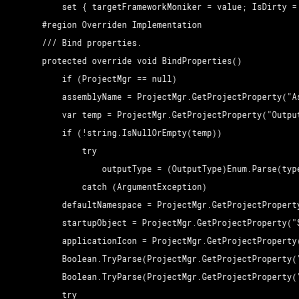 set { targetFrameworkMoniker = value; IsDirty =
#region Overriden Implementation
/// Bind properties.
protected override void BindProperties()
if (ProjectMgr == null)
assemblyName = ProjectMgr.GetProjectProperty("As
var temp = ProjectMgr.GetProjectProperty("Output
if (!string.IsNullOrEmpty(temp))
try
outputType = (OutputType)Enum.Parse(type
catch (ArgumentException)
defaultNamespace = ProjectMgr.GetProjectProperty
startupObject = ProjectMgr.GetProjectProperty("S
applicationIcon = ProjectMgr.GetProjectProperty(
Boolean.TryParse(ProjectMgr.GetProjectProperty("
Boolean.TryParse(ProjectMgr.GetProjectProperty("
try